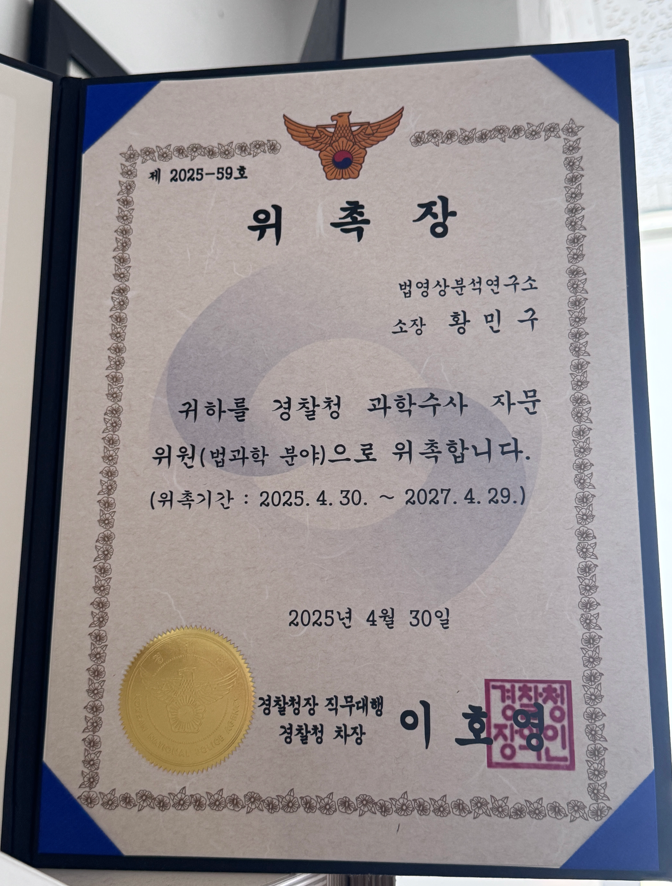 제 2025-59호
위 촉 장
법영상분석연구소
소장 황 민 구
귀하를 경찰청 과학수사 자문
위원(법과학 분야)으로 위촉합니다.
(위촉기간 : 2025. 4. 30. ~ 2027. 4. 29.)
2025년 4월 30일
경찰청장 직무대행
경찰청 차장
이 호 영
경찰청
장의인